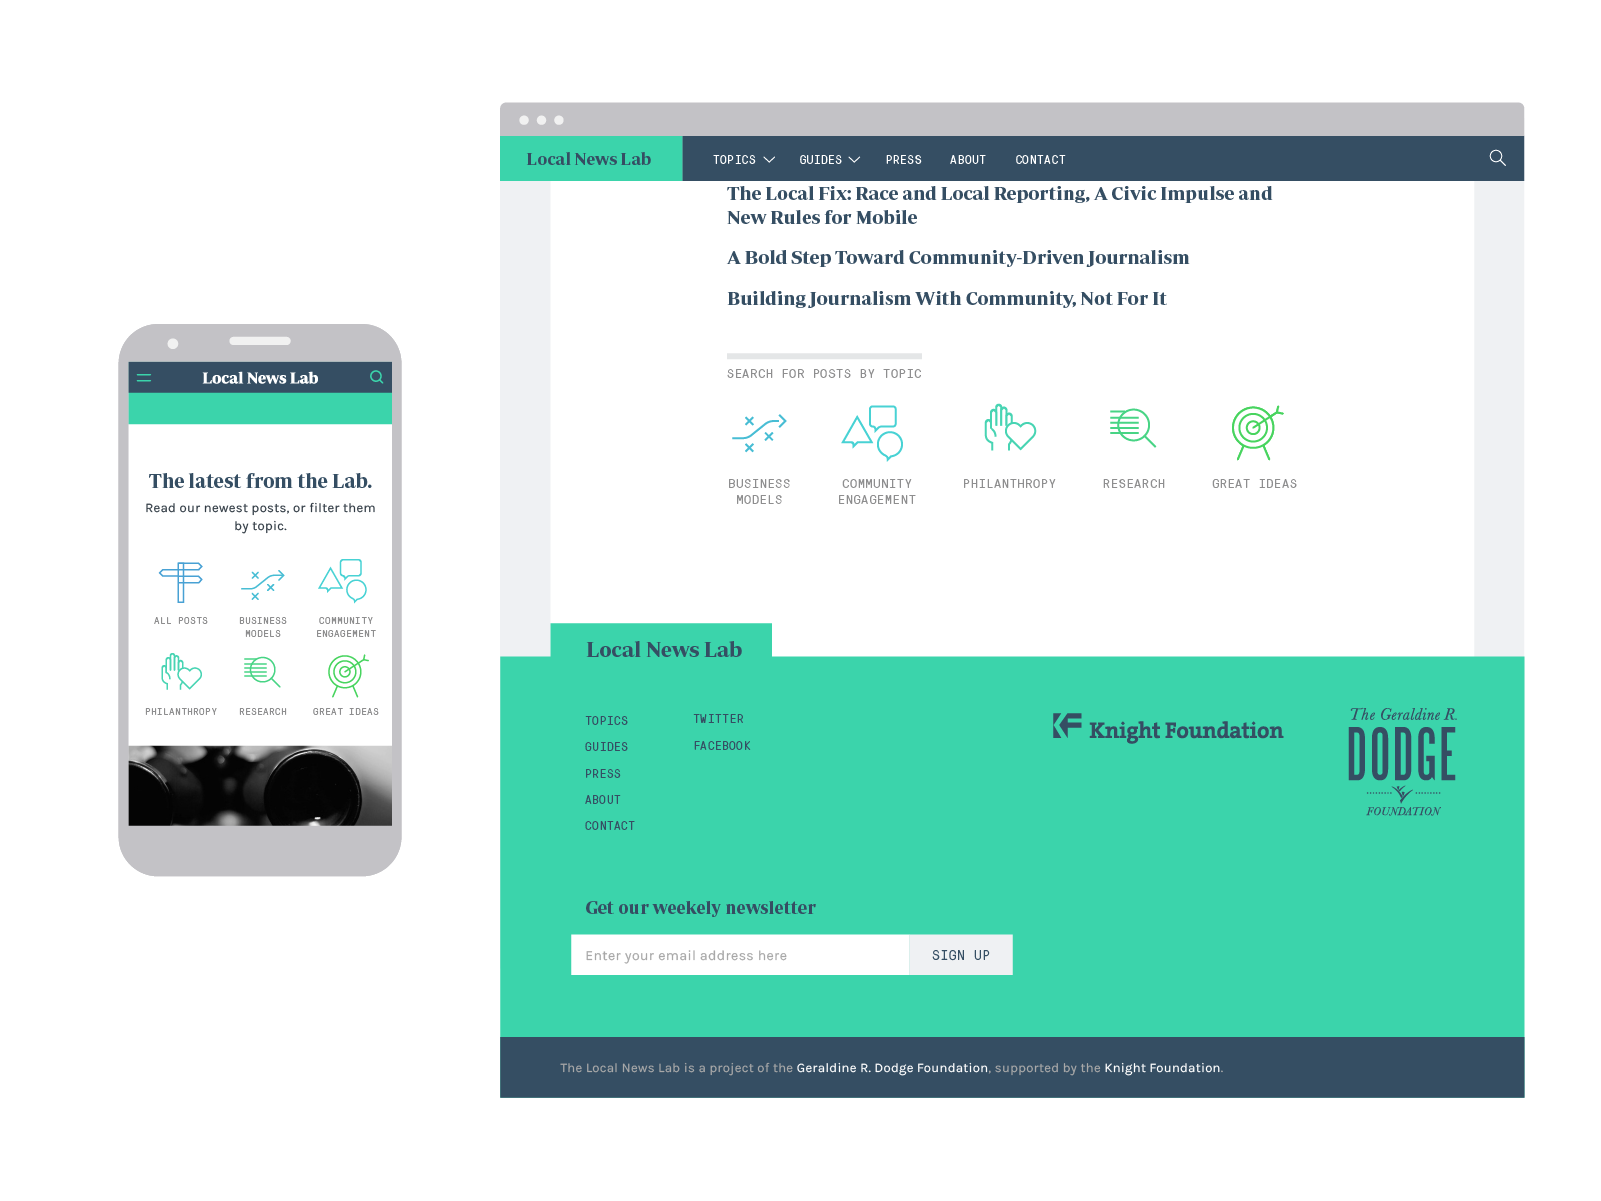 Local News Lab
The latest from the Lab.
Read our newest posts, or filter them
by topic.
ALL POSTS
BUSINESS
MODELS
COMMUNITY
ENGAGEMENT
PHILANTHROPY
RESEARCH
GREAT IDEAS
Local News Lab
TOPICS
GUIDES
PRESS
ABOUT
CONTACT
The Local Fix: Race and Local Reporting, A Civic Impulse and
New Rules for Mobile
A Bold Step Toward Community-Driven Journalism
Building Journalism With Community, Not For It
SEARCH FOR POSTS BY TOPIC
BUSINESS
MODELS
COMMUNITY
ENGAGEMENT
PHILANTHROPY
RESEARCH
GREAT IDEAS
Local News Lab
TOPICS
GUIDES
PRESS
ABOUT
CONTACT
TWITTER
FACEBOOK
Knight Foundation
The Geraldine R.
DODGE
FOUNDATION
Get our weekely newsletter
Enter your email address here
SIGN UP
The Local News Lab is a project of the Geraldine R. Dodge Foundation, supported by the Knight Foundation.